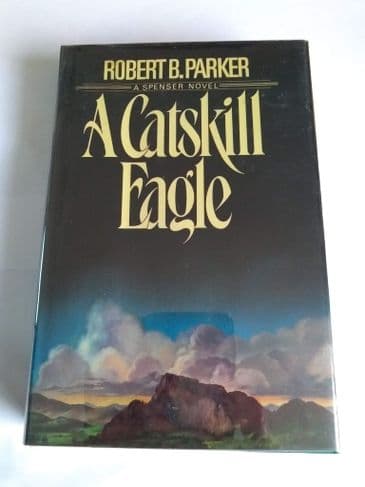 ROBERT B. PARKER
A SPENSER NOVEL
A Catskill
Eagle